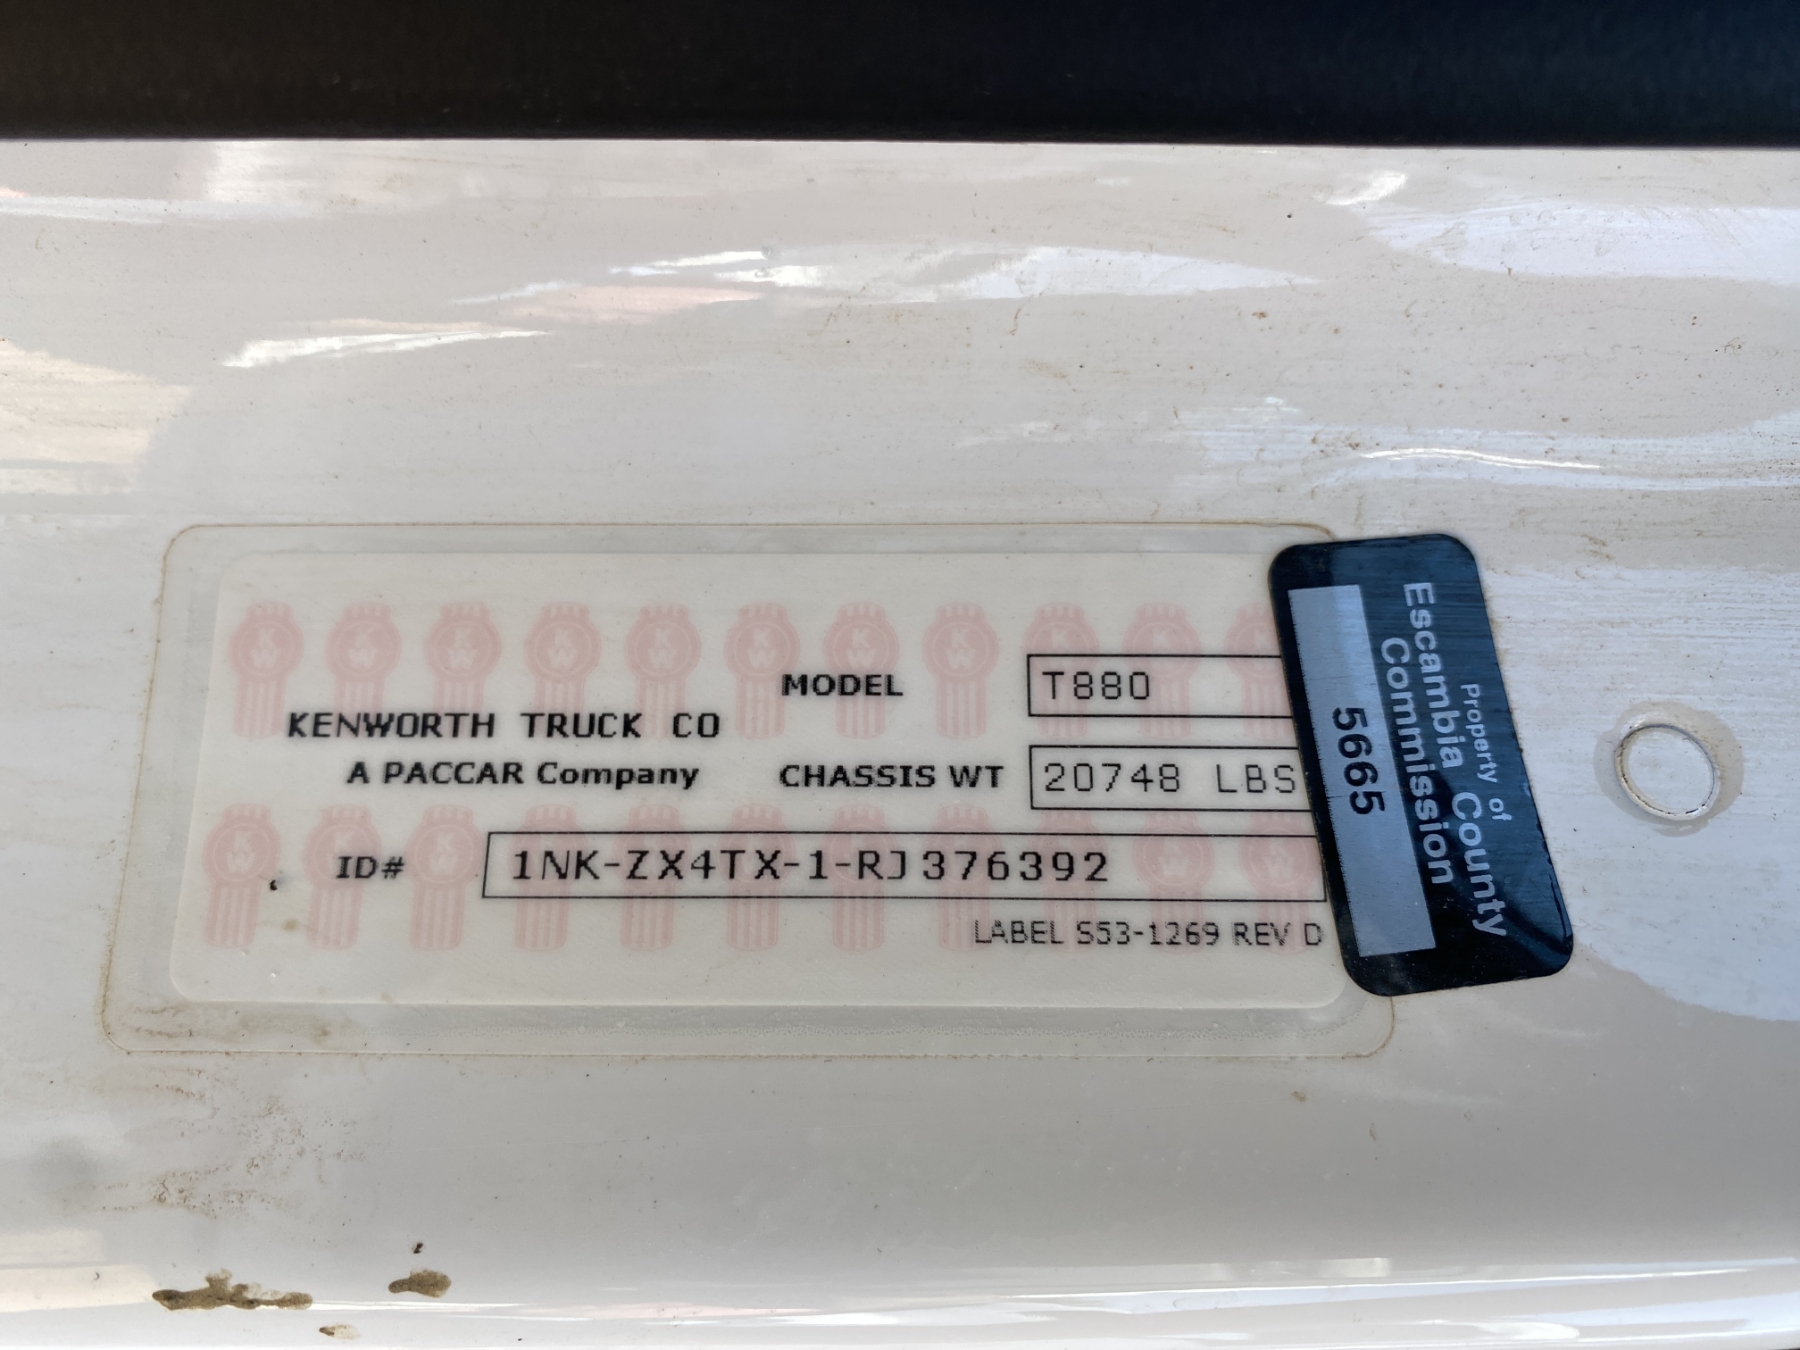 MODEL T880
KENWORTH TRUCK CO
A PACCAR Company
CHASSIS WT 20748 LBS
ID# 1NK-ZX4TX-1-RJ376392
LABEL S53-1269 REV D
Property of
Escambia County
Commission
5665